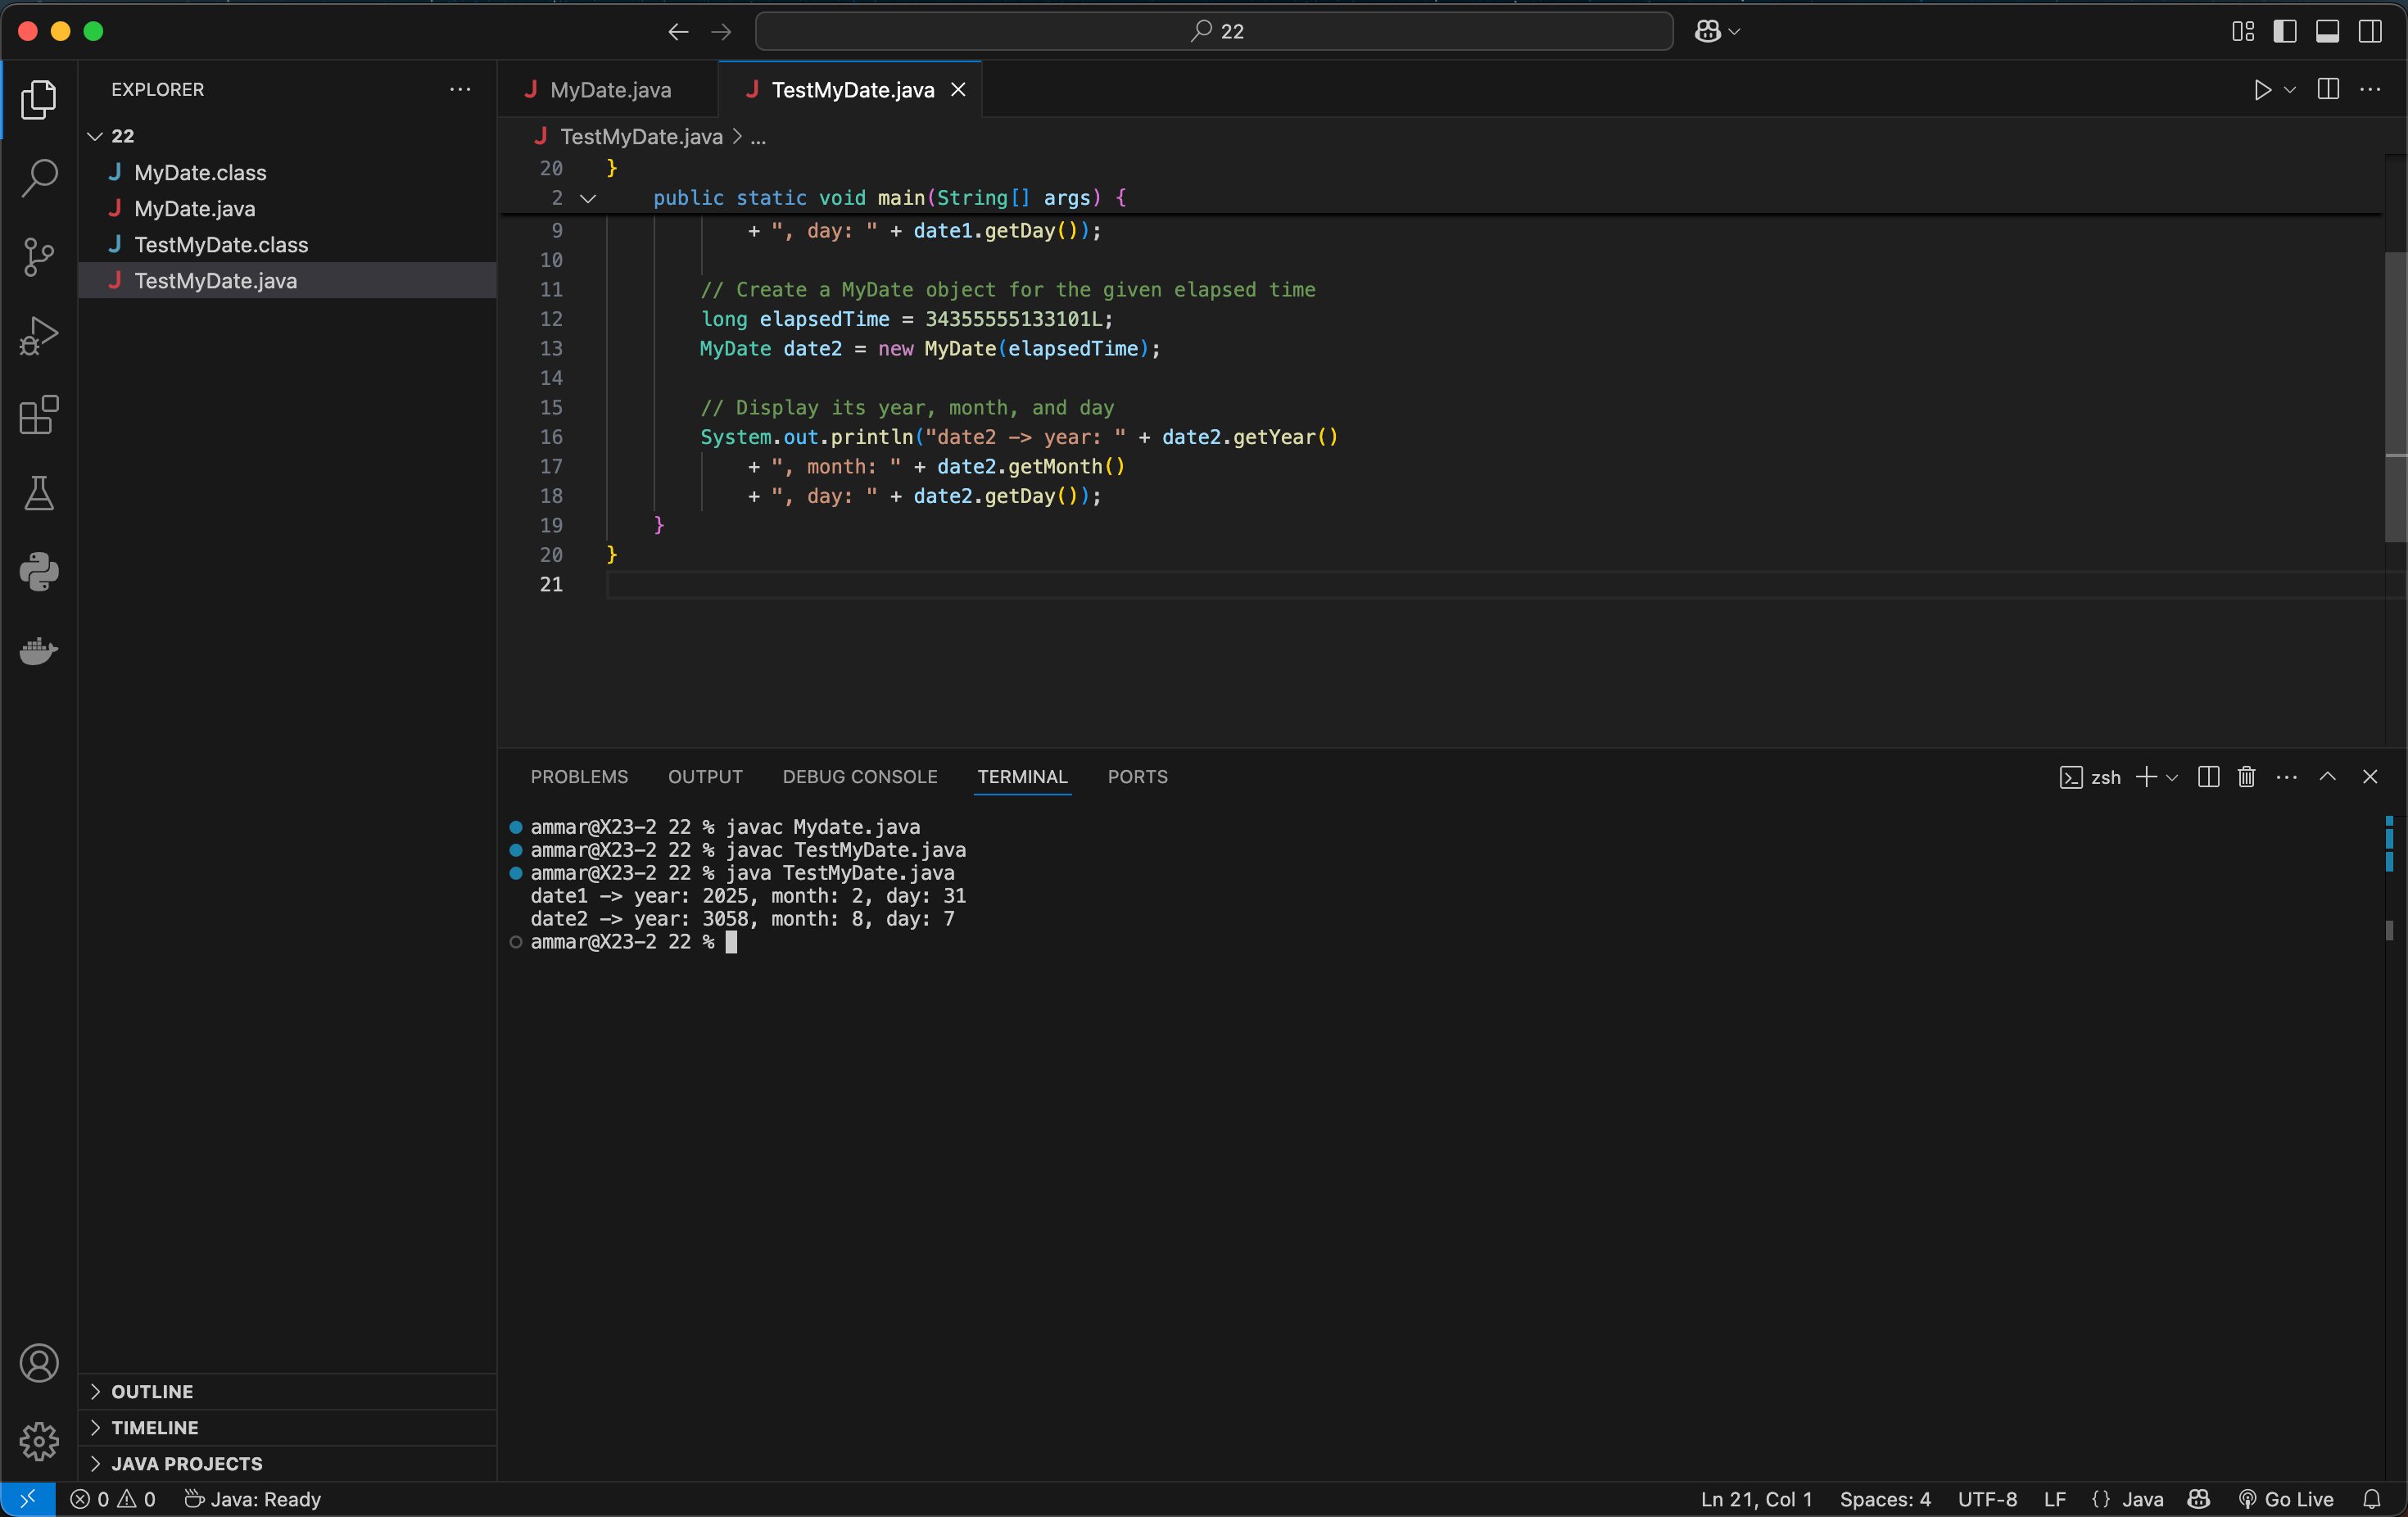 22
EXPLORER
22
MyDate.class
MyDate.java
TestMyDate.class
TestMyDate.java
OUTLINE
TIMELINE
JAVA PROJECTS
MyDate.java
TestMyDate.java
TestMyDate.java > ...
20 }
2 public static void main(String[] args) {
9 + ", day: " + date1.getDay());
10
11 // Create a MyDate object for the given elapsed time
12 long elapsedTime = 34355555133101L;
13 MyDate date2 = new MyDate(elapsedTime);
14
15 // Display its year, month, and day
16 System.out.println("date2 -> year: " + date2.getYear()
17 + ", month: " + date2.getMonth()
18 + ", day: " + date2.getDay());
19 }
20 }
21
PROBLEMS OUTPUT DEBUG CONSOLE TERMINAL PORTS
zsh
ammar@X23-2 22 % javac Mydate.java
ammar@X23-2 22 % javac TestMyDate.java
ammar@X23-2 22 % java TestMyDate.java
date1 -> year: 2025, month: 2, day: 31
date2 -> year: 3058, month: 8, day: 7
ammar@X23-2 22 %
0 0 Java: Ready
Ln 21, Col 1 Spaces: 4 UTF-8 LF {} Java Go Live